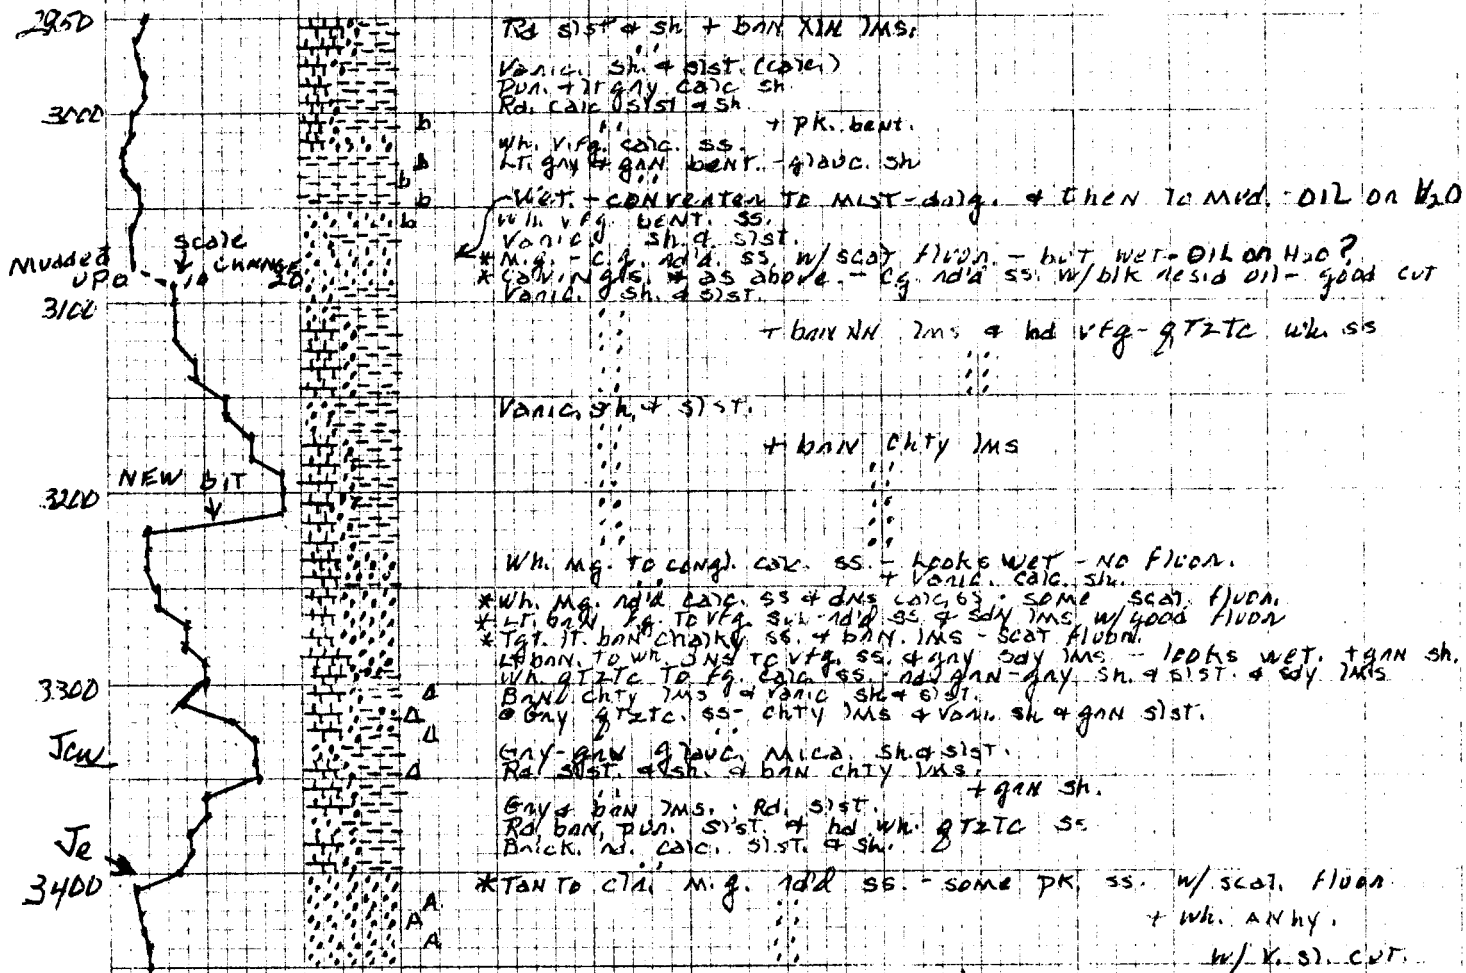 2950
Rd slst & sh + brn xln lms.
Varic. sh. & slst. (calc.)
Pur. + lt gry calc sh
Rd. calc slst & sh
3000
+ pk. bent.
b
Wh. vfg. calc. ss.
Lt. gry & grn bent. - glauc. sh
b
b
Wet. - converted to mist - drlg. & then to mud. - OIL on H2O
b
Wh. vfg. bent. ss.
b
Varic. sh. & slst.
scale change
Mudded up
0 10 20
* M.g. - c.g. rd'd. ss. w/ scat fluor. - but wet - OIL on H2O?
* Cavings * as above. - cg rd'd ss. w/ blk resid oil - good cut
Varic. sh. & slst.
3100
+ brn xln lms & hd vfg - qtztc wh. ss
Varic. sh. & slst.
+ brn chty lms
NEW BIT
3200
Wh. mg. to congl. calc. ss. - Looks wet - no fluor.
+ varic. calc. sh.
* Wh. mg. rd'd calc. ss & dns calc. ss. some scat. fluor.
* Lt. brn fg. to vfg. sub-rd'd ss & sdy lms w/ good fluor
* Tgt. lt. brn chalky ss. & brn. lms - scat fluor.
Lt brn. to wh. dns to vfg. ss. & gry sdy lms - looks wet. + grn sh.
3300
Wh qtztc to fg. calc ss. - rd, grn-gry sh. & slst. & sdy lms
Brn chty lms & varic sh & slst.
Gry qtztc. ss - chty lms & vari. sh & grn slst.
Jcw
Gry-grn glauc. mica. sh. & slst.
Rd. slst. & sh. & brn chty lms.
+ grn sh.
Gry & brn lms. Rd. slst.
Rd brn, pur. slst. & hd wh. qtztc ss
Brick. rd. calc. slst. & sh.
Je
3400
* Tan to clr. m.g. rd'd ss. - some pk. ss. w/ scat. fluor
A
+ wh. anhy.
A
A
w/ v. sl. cut.